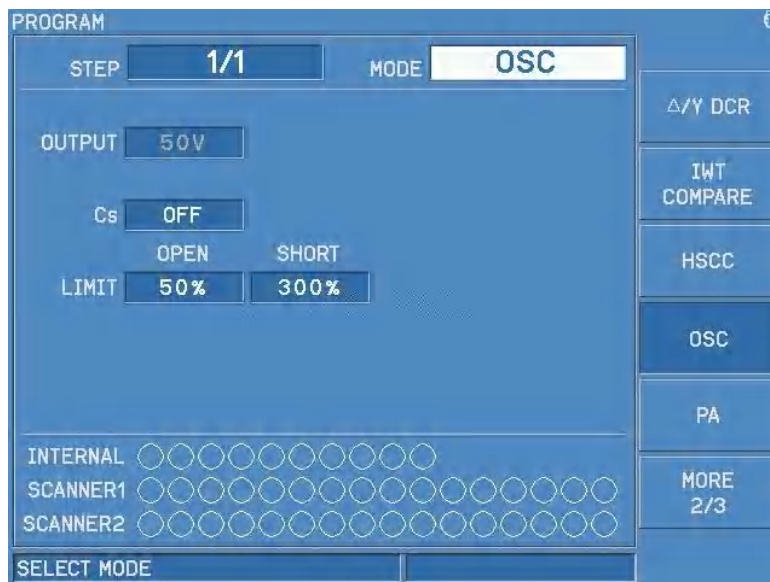 PROGRAM
STEP 1/1 MODE OSC
OUTPUT 50V
Cs OFF
OPEN SHORT
LIMIT 50% 300%
INTERNAL
SCANNER1
SCANNER2
SELECT MODE
△/Y DCR
IWT
COMPARE
HSCC
OSC
PA
MORE
2/3